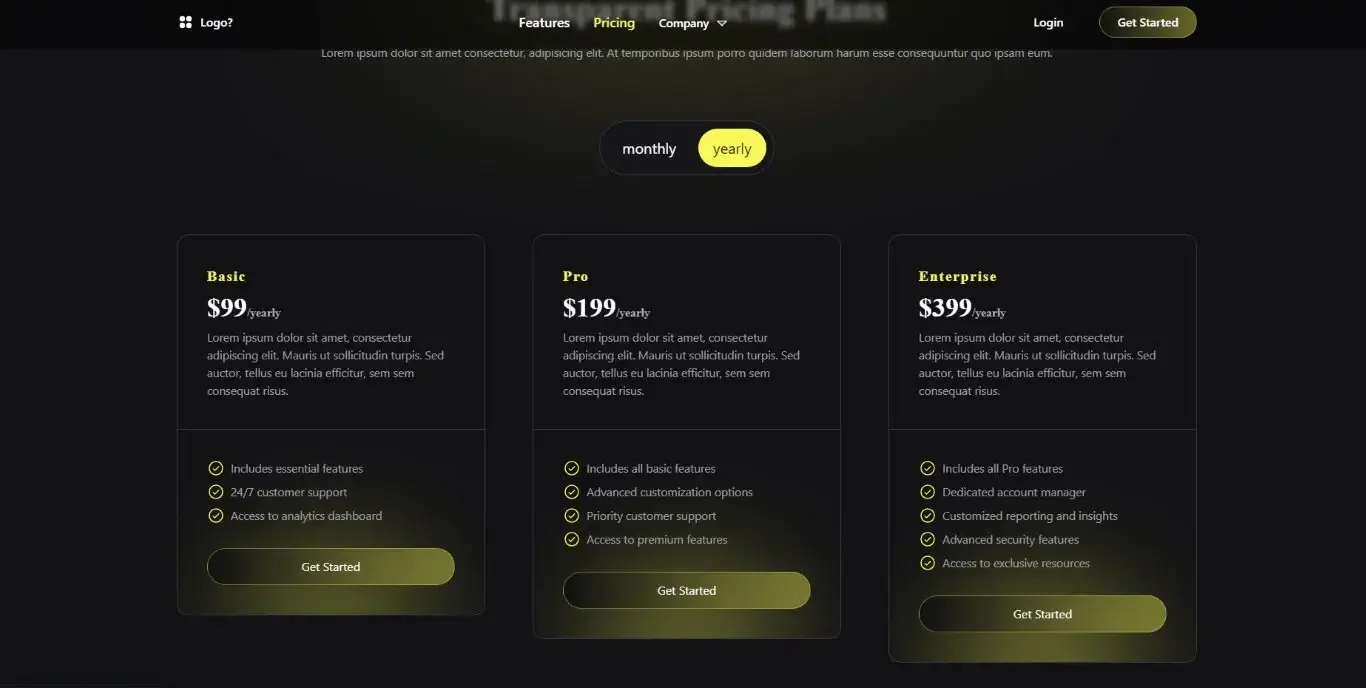 Logo?
Features Pricing Company
Login
Get Started
Transparent Pricing Plans
Lorem ipsum dolor sit amet consectetur, adipisicing elit. At temporibus ipsum porro quidem laborum harum esse consequuntur quo ipsam eum.
monthly yearly
Basic
$99/yearly
Lorem ipsum dolor sit amet, consectetur
adipiscing elit. Mauris ut sollicitudin turpis. Sed
auctor, tellus eu lacinia efficitur, sem sem
consequat risus.
Includes essential features
24/7 customer support
Access to analytics dashboard
Get Started
Pro
$199/yearly
Lorem ipsum dolor sit amet, consectetur
adipiscing elit. Mauris ut sollicitudin turpis. Sed
auctor, tellus eu lacinia efficitur, sem sem
consequat risus.
Includes all basic features
Advanced customization options
Priority customer support
Access to premium features
Get Started
Enterprise
$399/yearly
Lorem ipsum dolor sit amet, consectetur
adipiscing elit. Mauris ut sollicitudin turpis. Sed
auctor, tellus eu lacinia efficitur, sem sem
consequat risus.
Includes all Pro features
Dedicated account manager
Customized reporting and insights
Advanced security features
Access to exclusive resources
Get Started